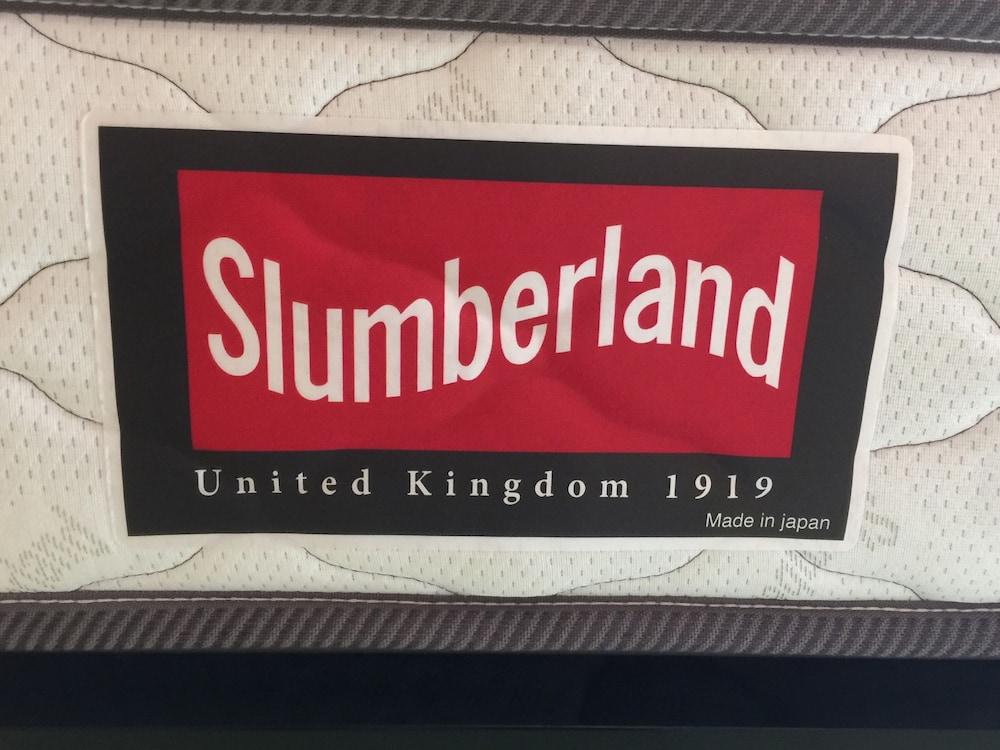 Slumberland
United Kingdom 1919
Made in japan